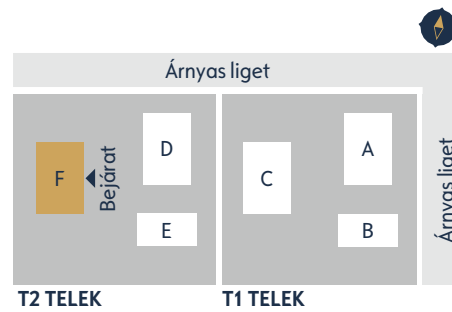 Árnyas liget
D
A
F
Bejárat
C
E
B
Árnyas liget
T2 TELEK
T1 TELEK